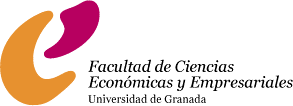 Facultad de Ciencias
Económicas y Empresariales
Universidad de Granada